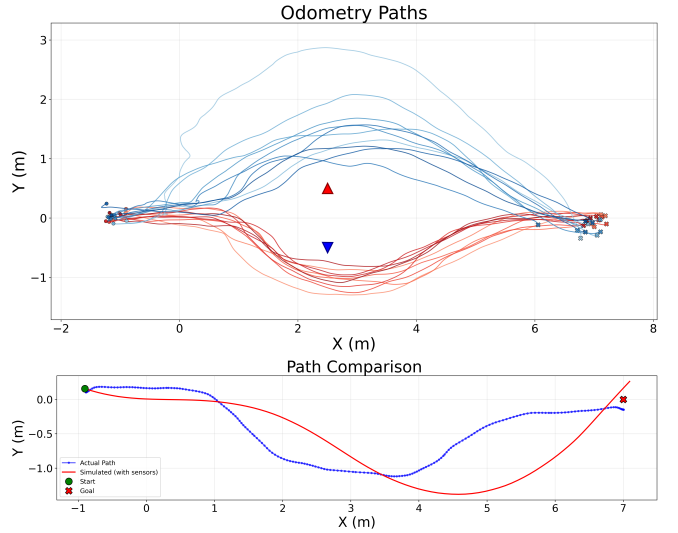 Odometry Paths
3
2
1
0
−1
Y (m)
−2
0
2
4
6
8
X (m)
Path Comparison
0.0
−0.5
−1.0
Y (m)
Actual Path
Simulated (with sensors)
Start
Goal
−1
0
1
2
3
4
5
6
7
X (m)